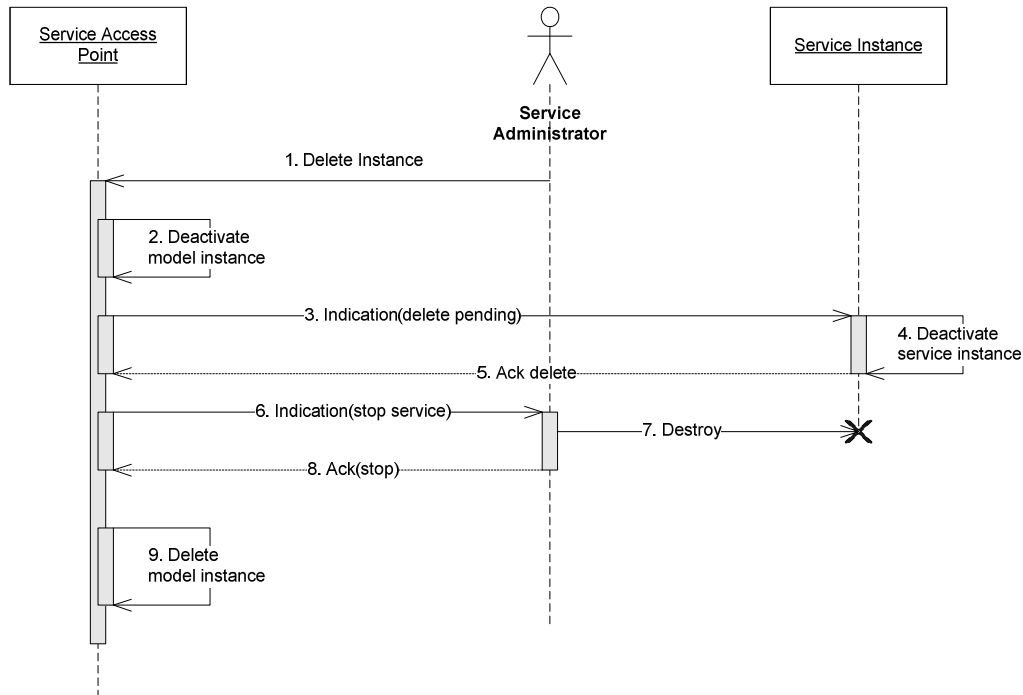 Service Access
Point
Service Instance
Service
Administrator
1. Delete Instance
2. Deactivate
model instance
3. Indication(delete pending)
4. Deactivate
service instance
5. Ack delete
6. Indication(stop service)
7. Destroy
8. Ack(stop)
9. Delete
model instance